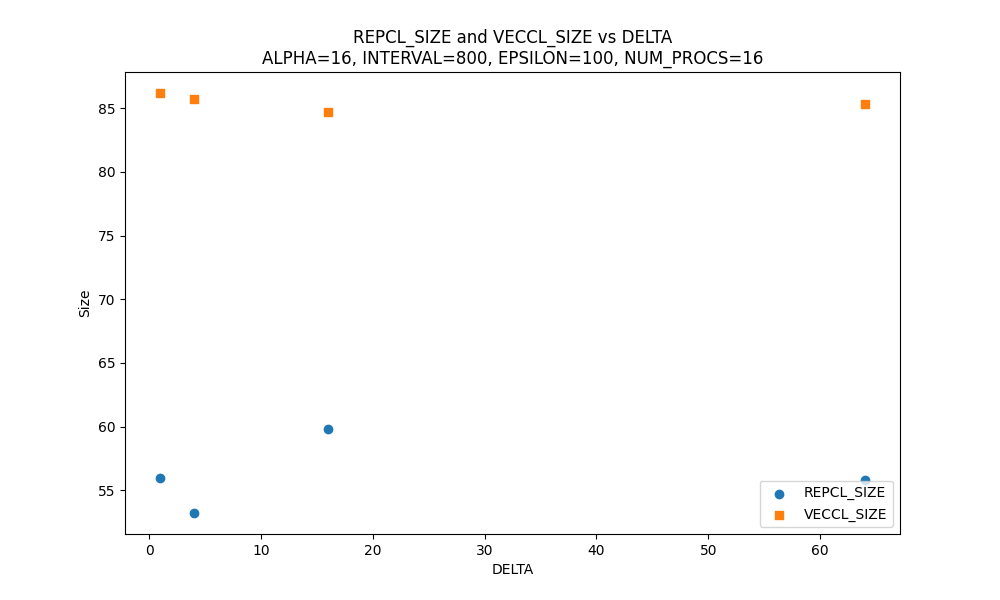 REPCL_SIZE and VECCL_SIZE vs DELTA
ALPHA=16, INTERVAL=800, EPSILON=100, NUM_PROCS=16
85
80
75
70
65
60
55
Size
REPCL_SIZE
VECCL_SIZE
0 10 20 30 40 50 60
DELTA